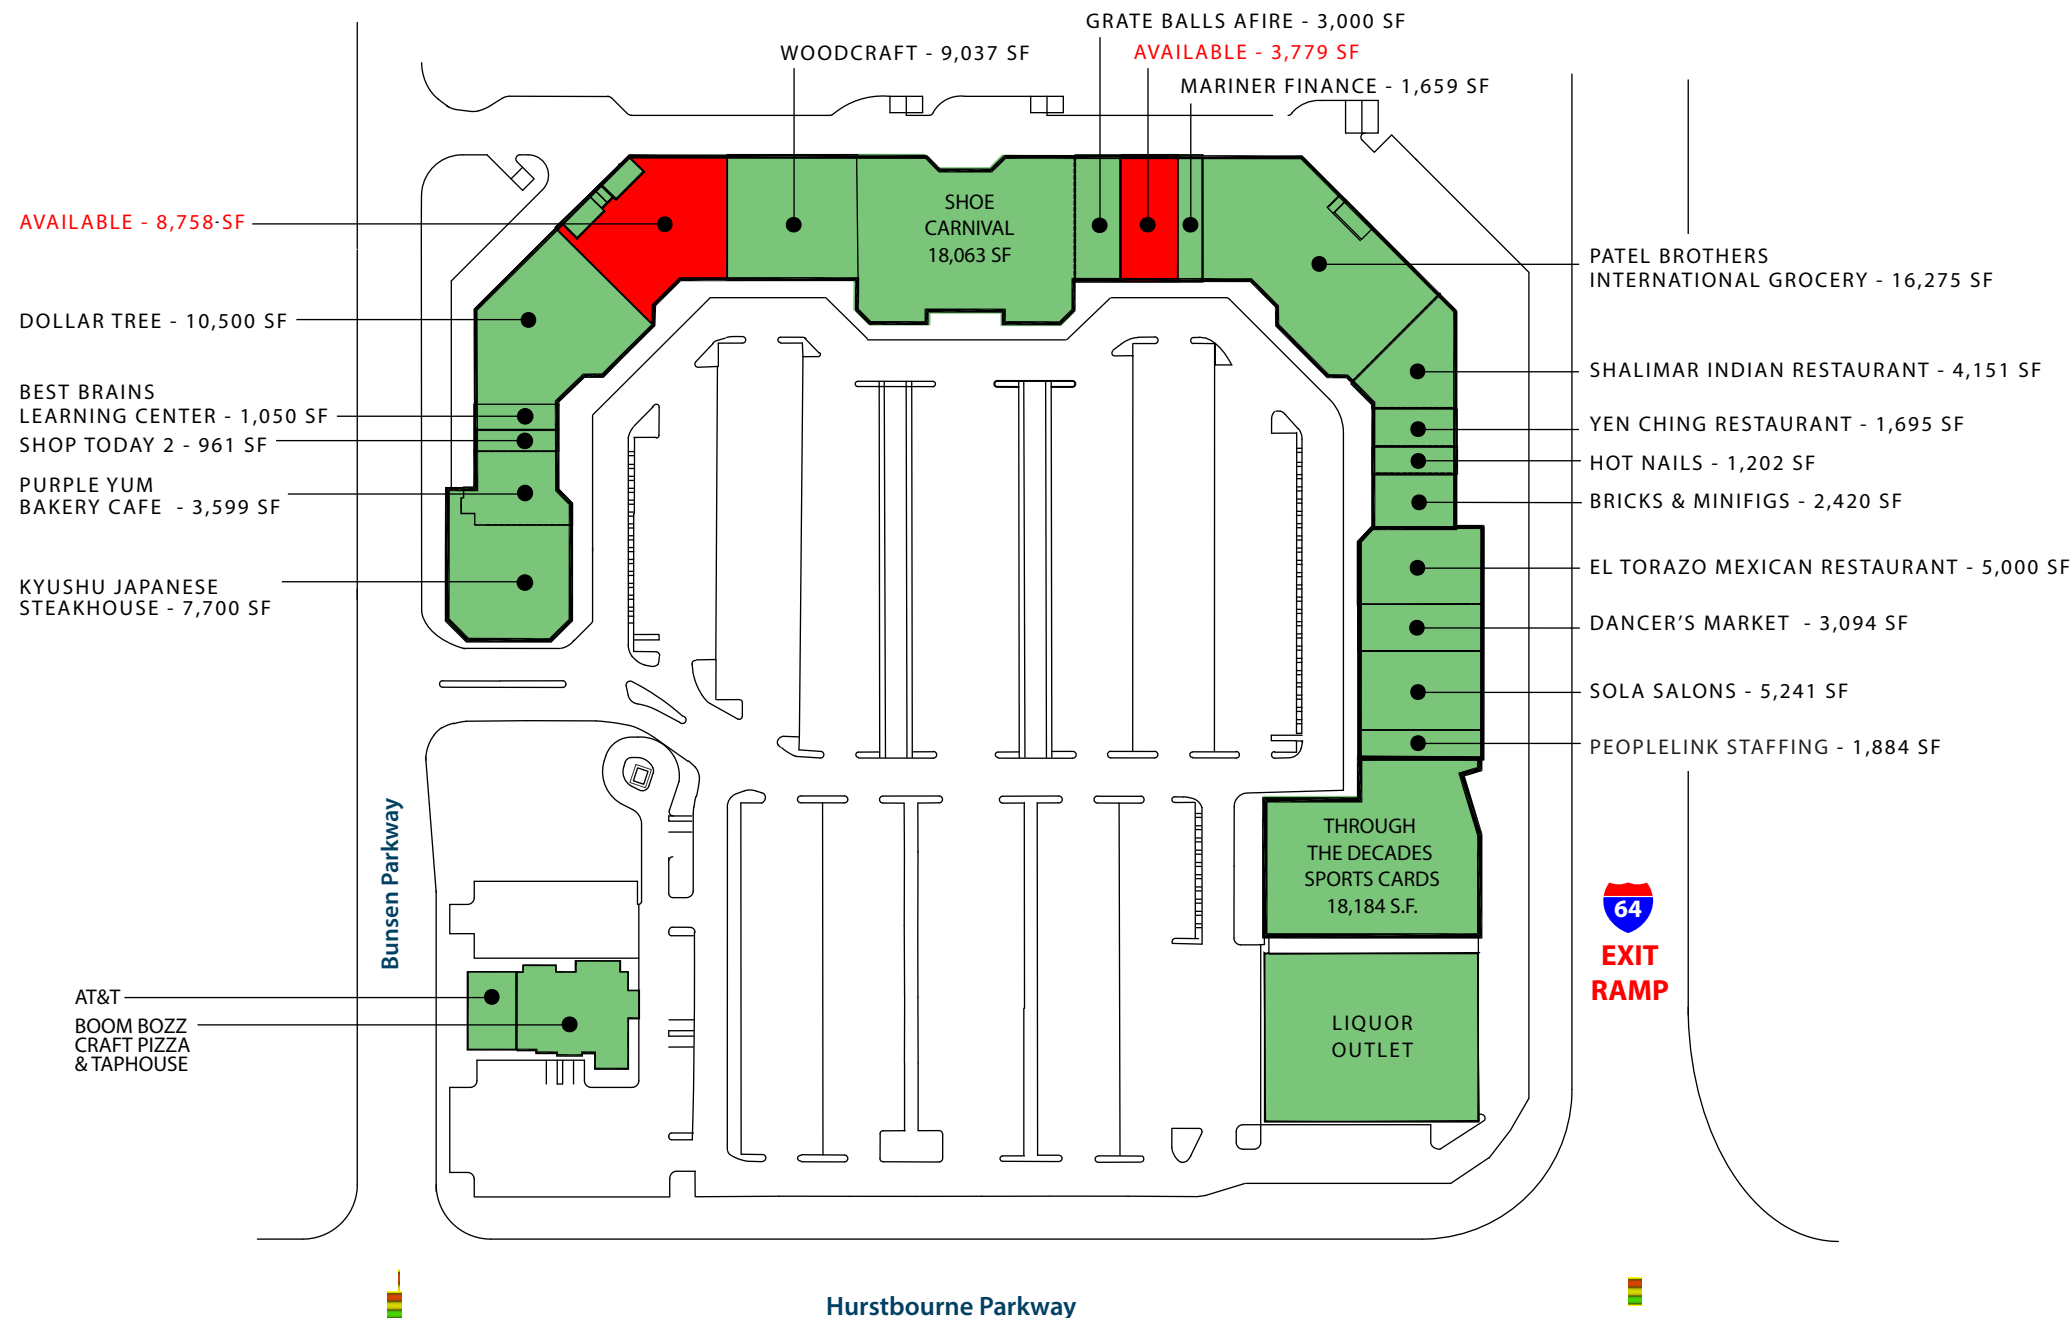 GRATE BALLS AFIRE - 3,000 SF
WOODCRAFT - 9,037 SF
AVAILABLE - 3,779 SF
MARINER FINANCE - 1,659 SF
AVAILABLE - 8,758 SF
DOLLAR TREE - 10,500 SF
BEST BRAINS
LEARNING CENTER - 1,050 SF
SHOP TODAY 2 - 961 SF
PURPLE YUM
BAKERY CAFE - 3,599 SF
KYUSHU JAPANESE
STEAKHOUSE - 7,700 SF
SHOE
CARNIVAL
18,063 SF
PATEL BROTHERS
INTERNATIONAL GROCERY - 16,275 SF
SHALIMAR INDIAN RESTAURANT - 4,151 SF
YEN CHING RESTAURANT - 1,695 SF
HOT NAILS - 1,202 SF
BRICKS & MINIFIGS - 2,420 SF
EL TORAZO MEXICAN RESTAURANT - 5,000 SF
DANCER'S MARKET - 3,094 SF
SOLA SALONS - 5,241 SF
PEOPLELINK STAFFING - 1,884 SF
THROUGH
THE DECADES
SPORTS CARDS
18,184 S.F.
LIQUOR
OUTLET
64
EXIT
RAMP
Bunsen Parkway
AT&T
BOOM BOZZ
CRAFT PIZZA
& TAPHOUSE
Hurstbourne Parkway